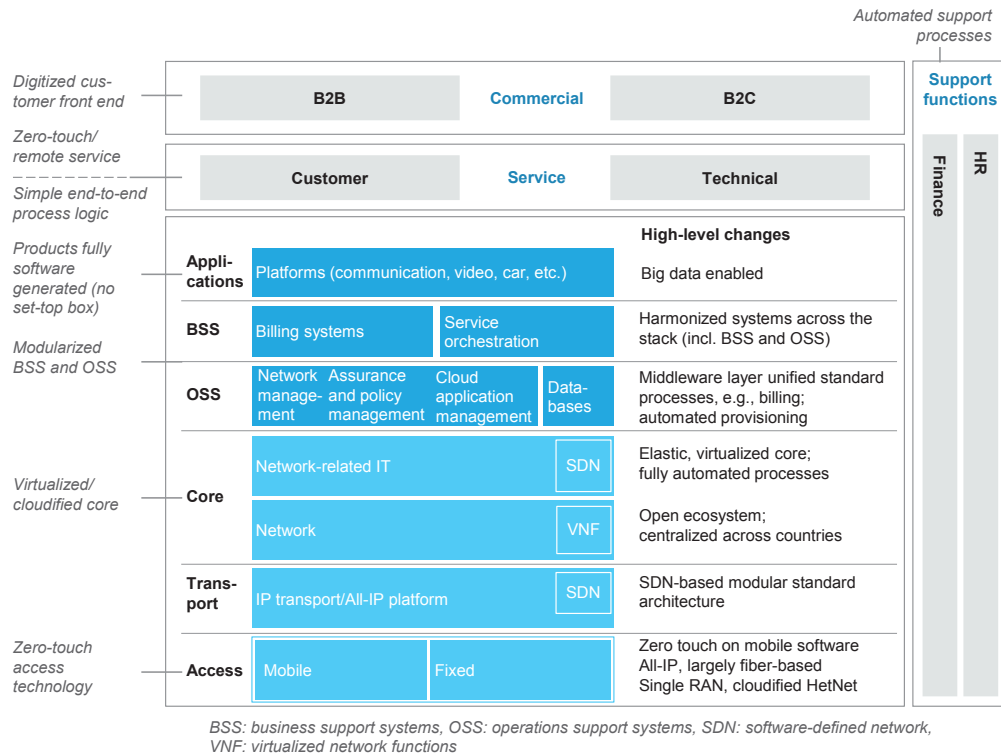 Automated support
processes
Digitized cus-
tomer front end
B2B
Commercial
B2C
Support
functions
Zero-touch/
remote service
Simple end-to-end
process logic
Customer
Service
Technical
Finance
HR
High-level changes
Products fully
software
generated (no
set-top box)
Appli-
cations
Platforms (communication, video, car, etc.)
Big data enabled
Modularized
BSS and OSS
BSS
Billing systems
Service
orchestration
Harmonized systems across the
stack (incl. BSS and OSS)
OSS
Network
manage-
ment
Assurance
and policy
management
Cloud
application
management
Data-
bases
Middleware layer unified standard
processes, e.g., billing;
automated provisioning
Virtualized/
cloudified core
Core
Network-related IT
SDN
Elastic, virtualized core;
fully automated processes
Network
VNF
Open ecosystem;
centralized across countries
Trans-
port
IP transport/All-IP platform
SDN
SDN-based modular standard
architecture
Zero-touch
access
technology
Access
Mobile
Fixed
Zero touch on mobile software
All-IP, largely fiber-based
Single RAN, cloudified HetNet
BSS: business support systems, OSS: operations support systems, SDN: software-defined network,
VNF: virtualized network functions